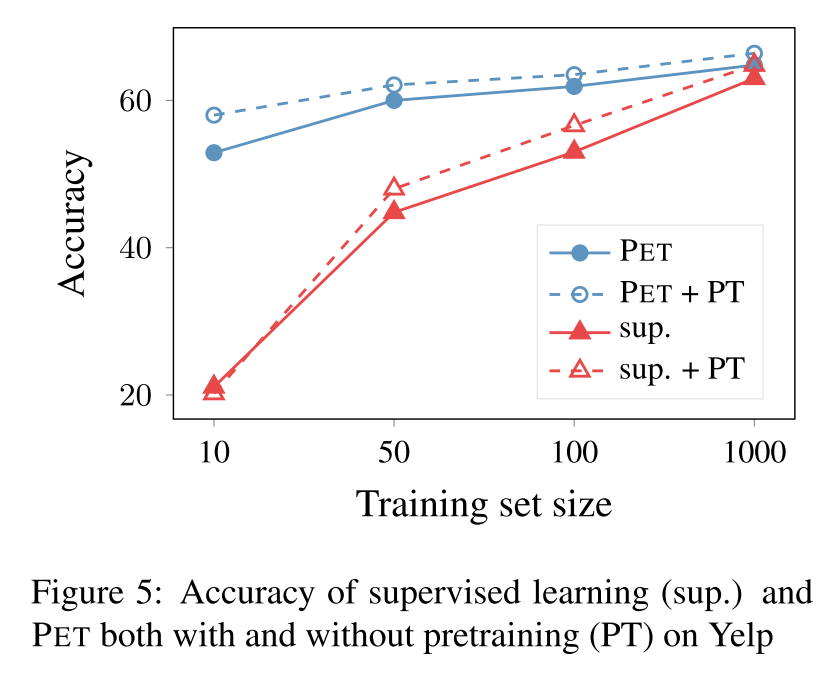 60
40
20
Accuracy
PET
PET + PT
sup.
sup. + PT
10 50 100 1000
Training set size
Figure 5: Accuracy of supervised learning (sup.) and
PET both with and without pretraining (PT) on Yelp